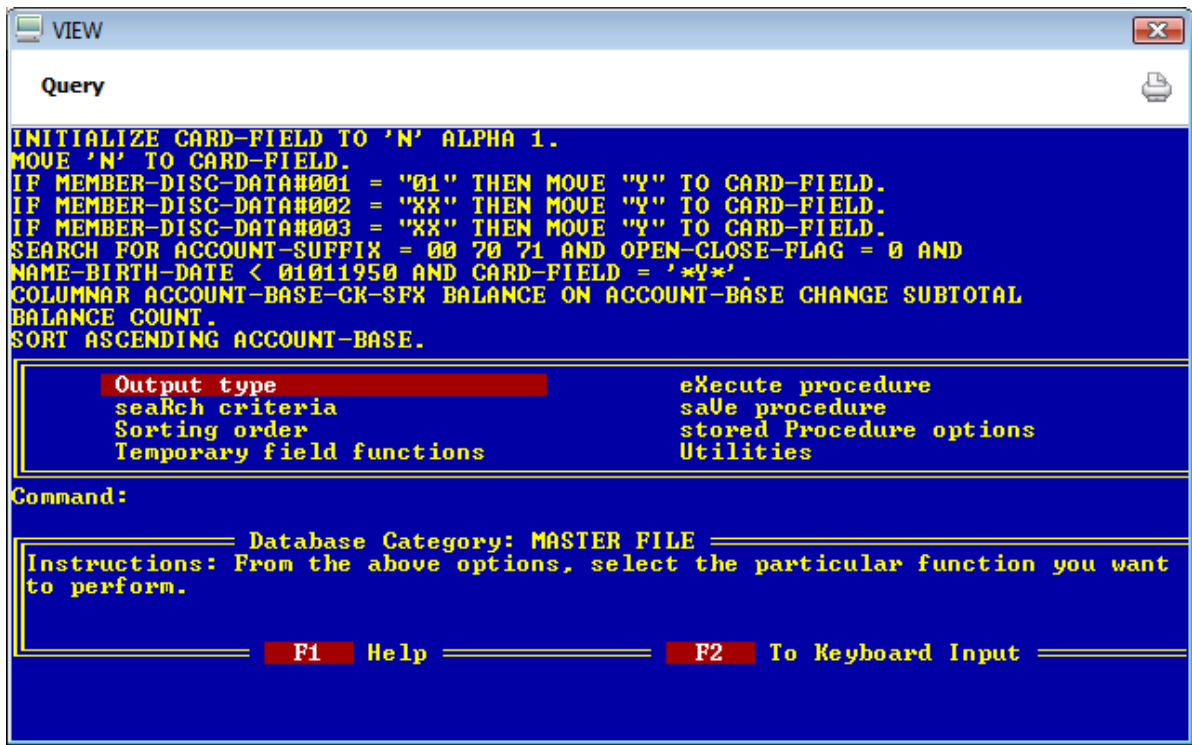 VIEW
Query
INITIALIZE CARD-FIELD TO 'N' ALPHA 1.
MOVE 'N' TO CARD-FIELD.
IF MEMBER-DISC-DATA#001 = "01" THEN MOVE "Y" TO CARD-FIELD.
IF MEMBER-DISC-DATA#002 = "XX" THEN MOVE "Y" TO CARD-FIELD.
IF MEMBER-DISC-DATA#003 = "XX" THEN MOVE "Y" TO CARD-FIELD.
SEARCH FOR ACCOUNT-SUFFIX = 00 70 71 AND OPEN-CLOSE-FLAG = 0 AND
NAME-BIRTH-DATE < 01011950 AND CARD-FIELD = '*Y*'.
COLUMNAR ACCOUNT-BASE-CK-SFX BALANCE ON ACCOUNT-BASE CHANGE SUBTOTAL
BALANCE COUNT.
SORT ASCENDING ACCOUNT-BASE.
Output type eXecute procedure
seaRch criteria saVe procedure
Sorting order stored Procedure options
Temporary field functions Utilities
Command:
Database Category: MASTER FILE
Instructions: From the above options, select the particular function you want
to perform.
F1 Help F2 To Keyboard Input